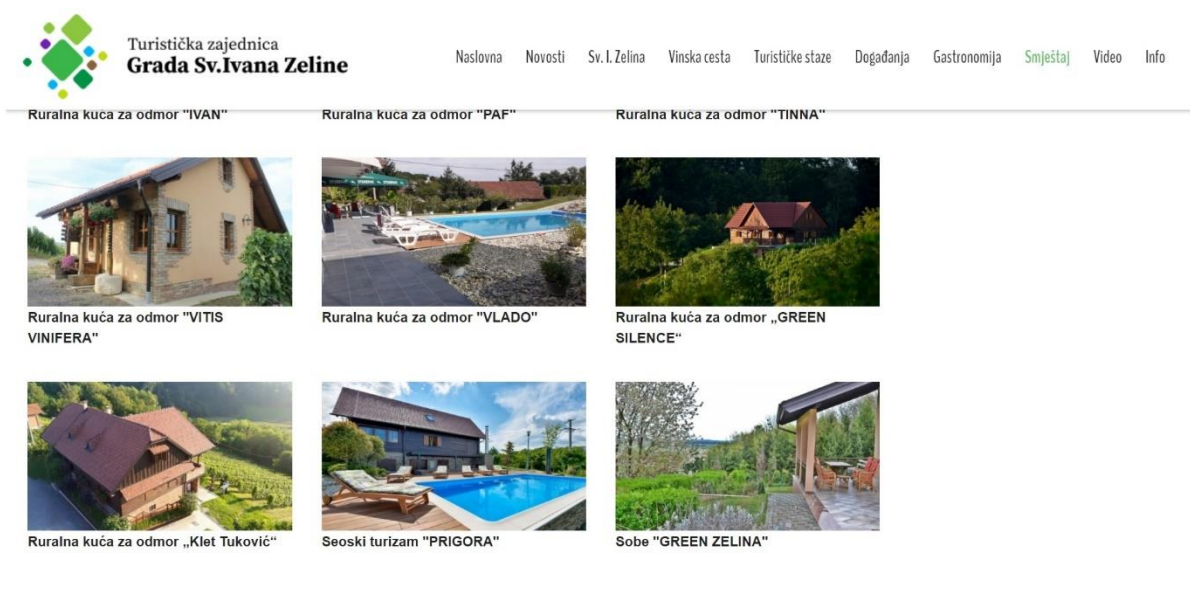 Turistička zajednica
Grada Sv.Ivana Zeline
Naslovna Novosti Sv. I. Zelina Vinska cesta Turističke staze Događanja Gastronomija Smještaj Video Info
Ruralna kuća za odmor "IVAN" Ruralna kuća za odmor "PAF" Ruralna kuća za odmor "TINNA"
Ruralna kuća za odmor "VITIS
VINIFERA"
Ruralna kuća za odmor "VLADO"
Ruralna kuća za odmor „GREEN
SILENCE“
Ruralna kuća za odmor „Klet Tuković“
Seoski turizam "PRIGORA"
Sobe "GREEN ZELINA"